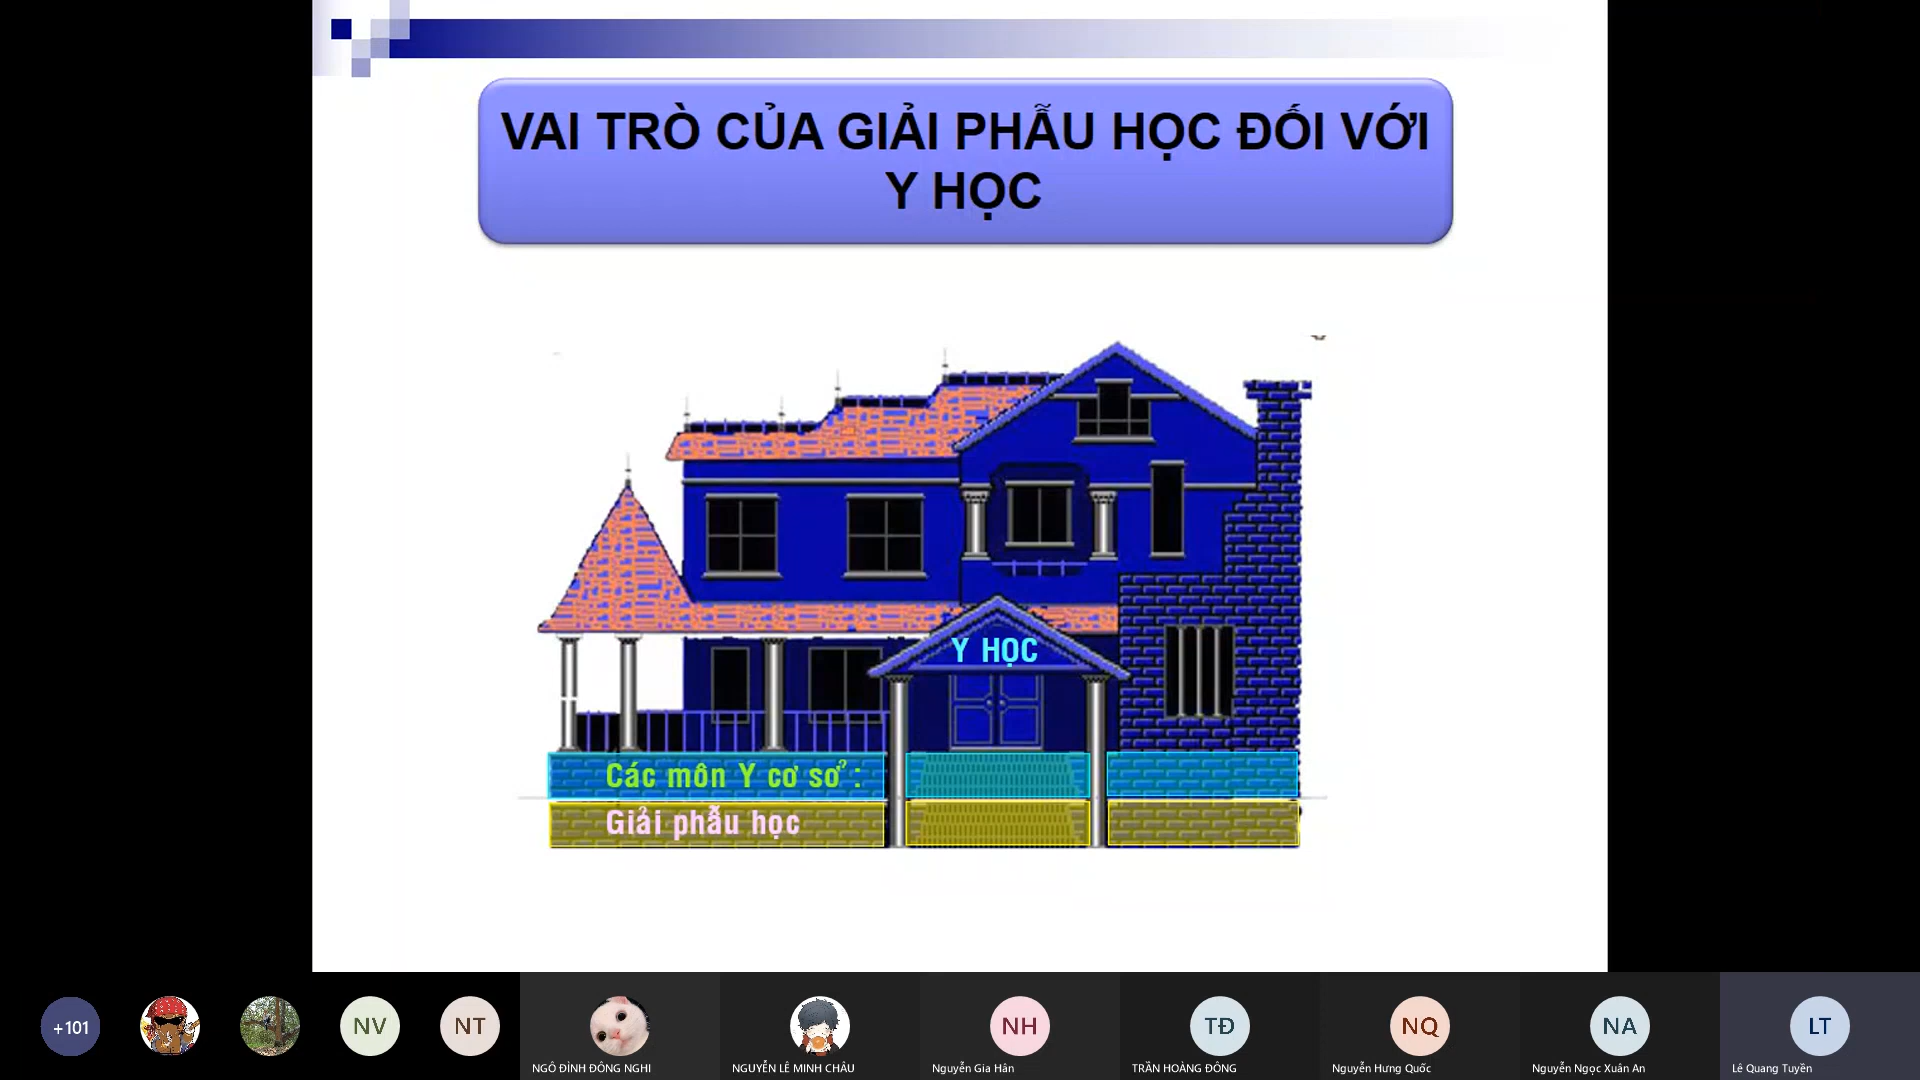 VAI TRÒ CỦA GIẢI PHẪU HỌC ĐỐI VỚI
Y HỌC
Y HỌC
Các môn Y cơ sở :
Giải phẫu học
+101
NV
NT
NGÔ ĐÌNH ĐÔNG NGHI
NGUYỄN LÊ MINH CHÂU
NH
Nguyễn Gia Hân
TĐ
TRẦN HOÀNG ĐÔNG
NQ
Nguyễn Hưng Quốc
NA
Nguyễn Ngọc Xuân An
LT
Lê Quang Tuyền